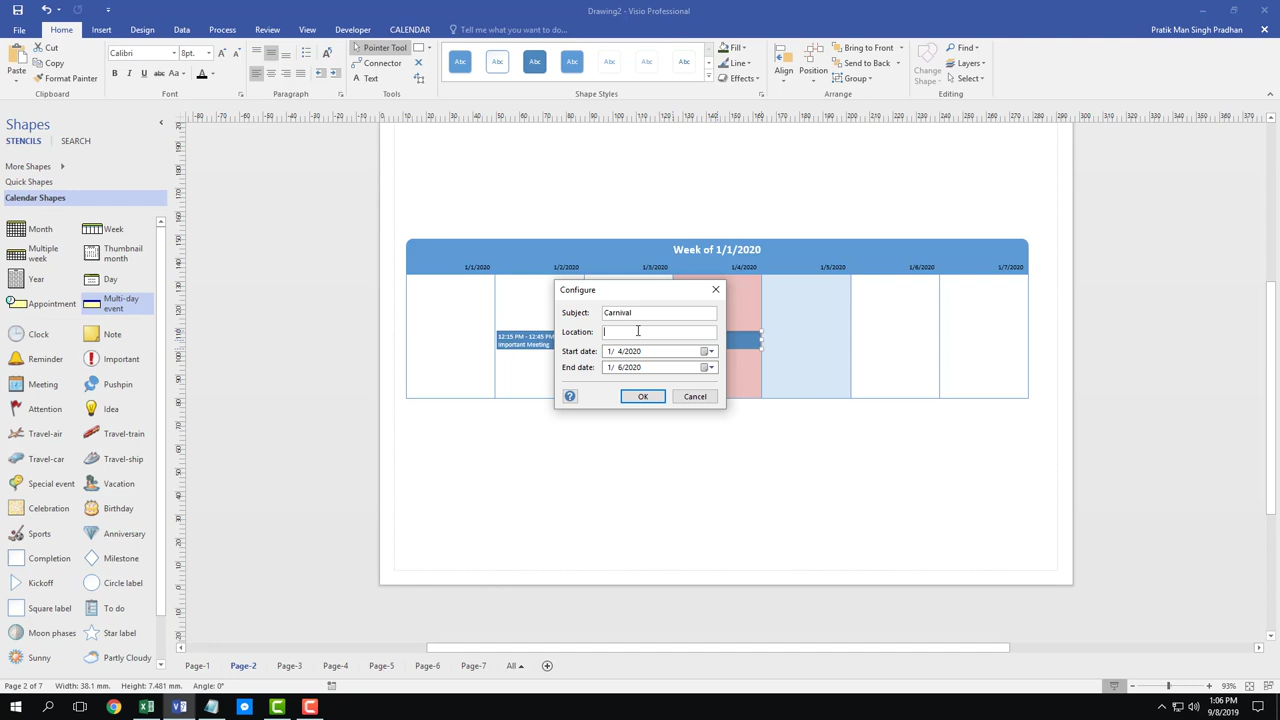 Drawing2 - Visio Professional
File Home Insert Design Data Process Review View Developer CALENDAR Tell me what you want to do... Pratik Man Singh Pradhan
Paste Cut Copy Format Painter
Calibri 8pt.
Pointer Tool Connector Text
Abc Abc Abc Abc Abc Abc Abc
Fill Line Effects
Align Position Bring to Front Send to Back Group
Change Shape Find Layers Select
Clipboard Font Paragraph Tools Shape Styles Arrange Editing
Shapes
STENCILS SEARCH
More Shapes
Quick Shapes
Calendar Shapes
Month Week
Multiple week Thumbnail month
Year Day
Appointment Multi-day event
Clock Note
Reminder Important
Meeting Pushpin
Attention Idea
Travel-air Travel-train
Travel-car Travel-ship
Special event Vacation
Celebration Birthday
Sports Anniversary
Completion Milestone
Kickoff Circle label
Square label To do
Moon phases Star label
Sunny Partly Cloudy
Week of 1/1/2020
1/1/2020 1/2/2020 1/3/2020 1/4/2020 1/5/2020 1/6/2020 1/7/2020
12:15 PM - 12:45 PM
Important Meeting
Configure
Subject: Carnival
Location:
Start date: 1/ 4/2020
End date: 1/ 6/2020
OK Cancel
Page-1 Page-2 Page-3 Page-4 Page-5 Page-6 Page-7 All
Page 2 of 7 Width: 38.1 mm. Height: 7.481 mm. Angle: 0° 93%
1:06 PM
9/8/2019